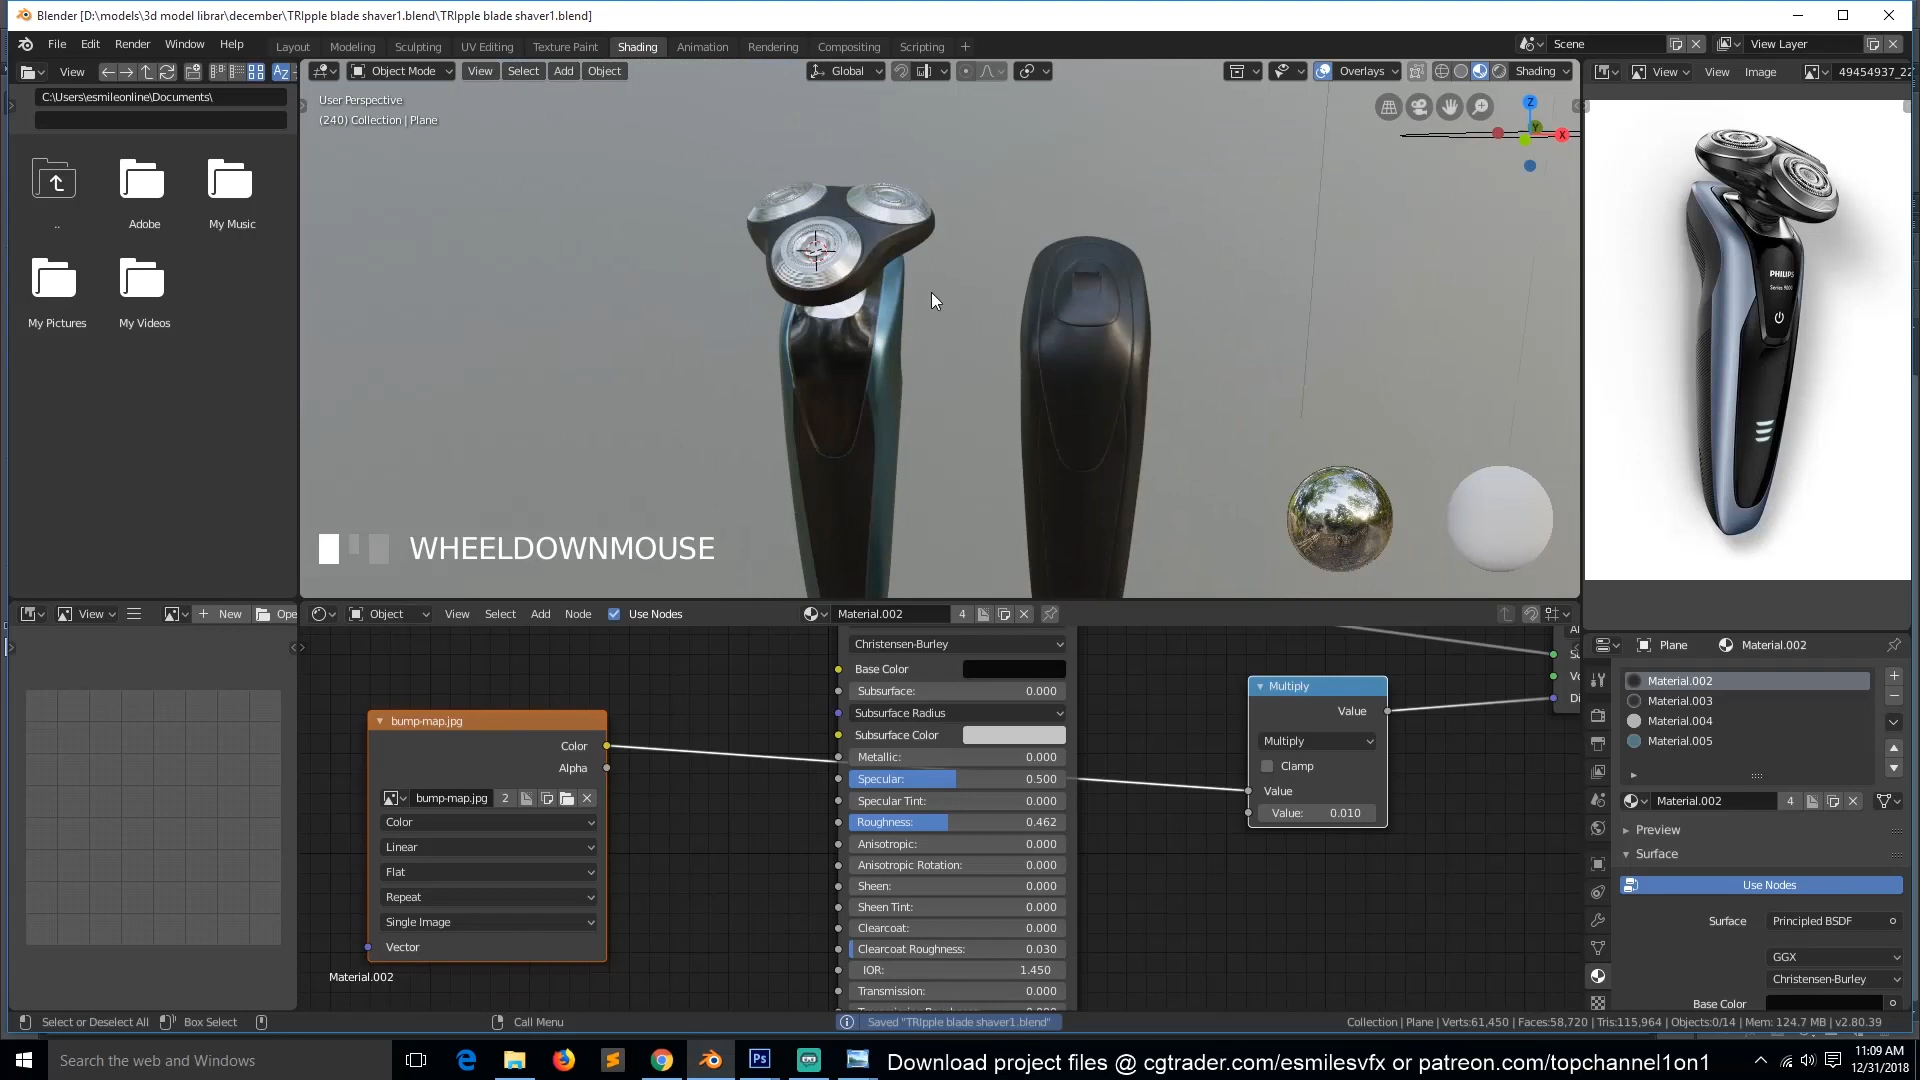 Blender [D:\models\3d model librar\december\TRIpple blade shaver1.blend\TRIpple blade shaver1.blend]
File Edit Render Window Help Layout Modeling Sculpting UV Editing Texture Paint Shading Animation Rendering Compositing Scripting + Scene View Layer
View Object Mode View Select Add Object Global Overlays Shading View View Image 49454937_22
C:\Users\esmileonline\Documents\
User Perspective
(240) Collection | Plane
Z
Y
X
..
Adobe
My Music
My Pictures
My Videos
PHILIPS
Series 9000
WHEELDOWNMOUSE
View New Ope Object View Select Add Node Use Nodes Material.002 4
Christensen-Burley
Base Color
Subsurface: 0.000
Subsurface Radius
Subsurface Color
Metallic: 0.000
Specular: 0.500
Specular Tint: 0.000
Roughness: 0.462
Anisotropic: 0.000
Anisotropic Rotation: 0.000
Sheen: 0.000
Sheen Tint: 0.000
Clearcoat: 0.000
Clearcoat Roughness: 0.030
IOR: 1.450
Transmission: 0.000
bump-map.jpg
Color
Alpha
bump-map.jpg 2
Color
Linear
Flat
Repeat
Single Image
Vector
Material.002
Multiply
Value
Multiply
Clamp
Value
Value: 0.010
Plane Material.002
Material.002
Material.003
Material.004
Material.005
Material.002 4
Preview
Surface
Use Nodes
Surface Principled BSDF
GGX
Christensen-Burley
Base Color
Select or Deselect All Box Select Call Menu Saved "TRIpple blade shaver1.blend" Collection | Plane | Verts:61,450 | Faces:58,720 | Tris:115,964 | Objects:0/14 | Mem: 124.7 MB | v2.80.39
Search the web and Windows
Ps
Download project files @ cgtrader.com/esmilesvfx or patreon.com/topchannel1on1
11:09 AM
12/31/2018